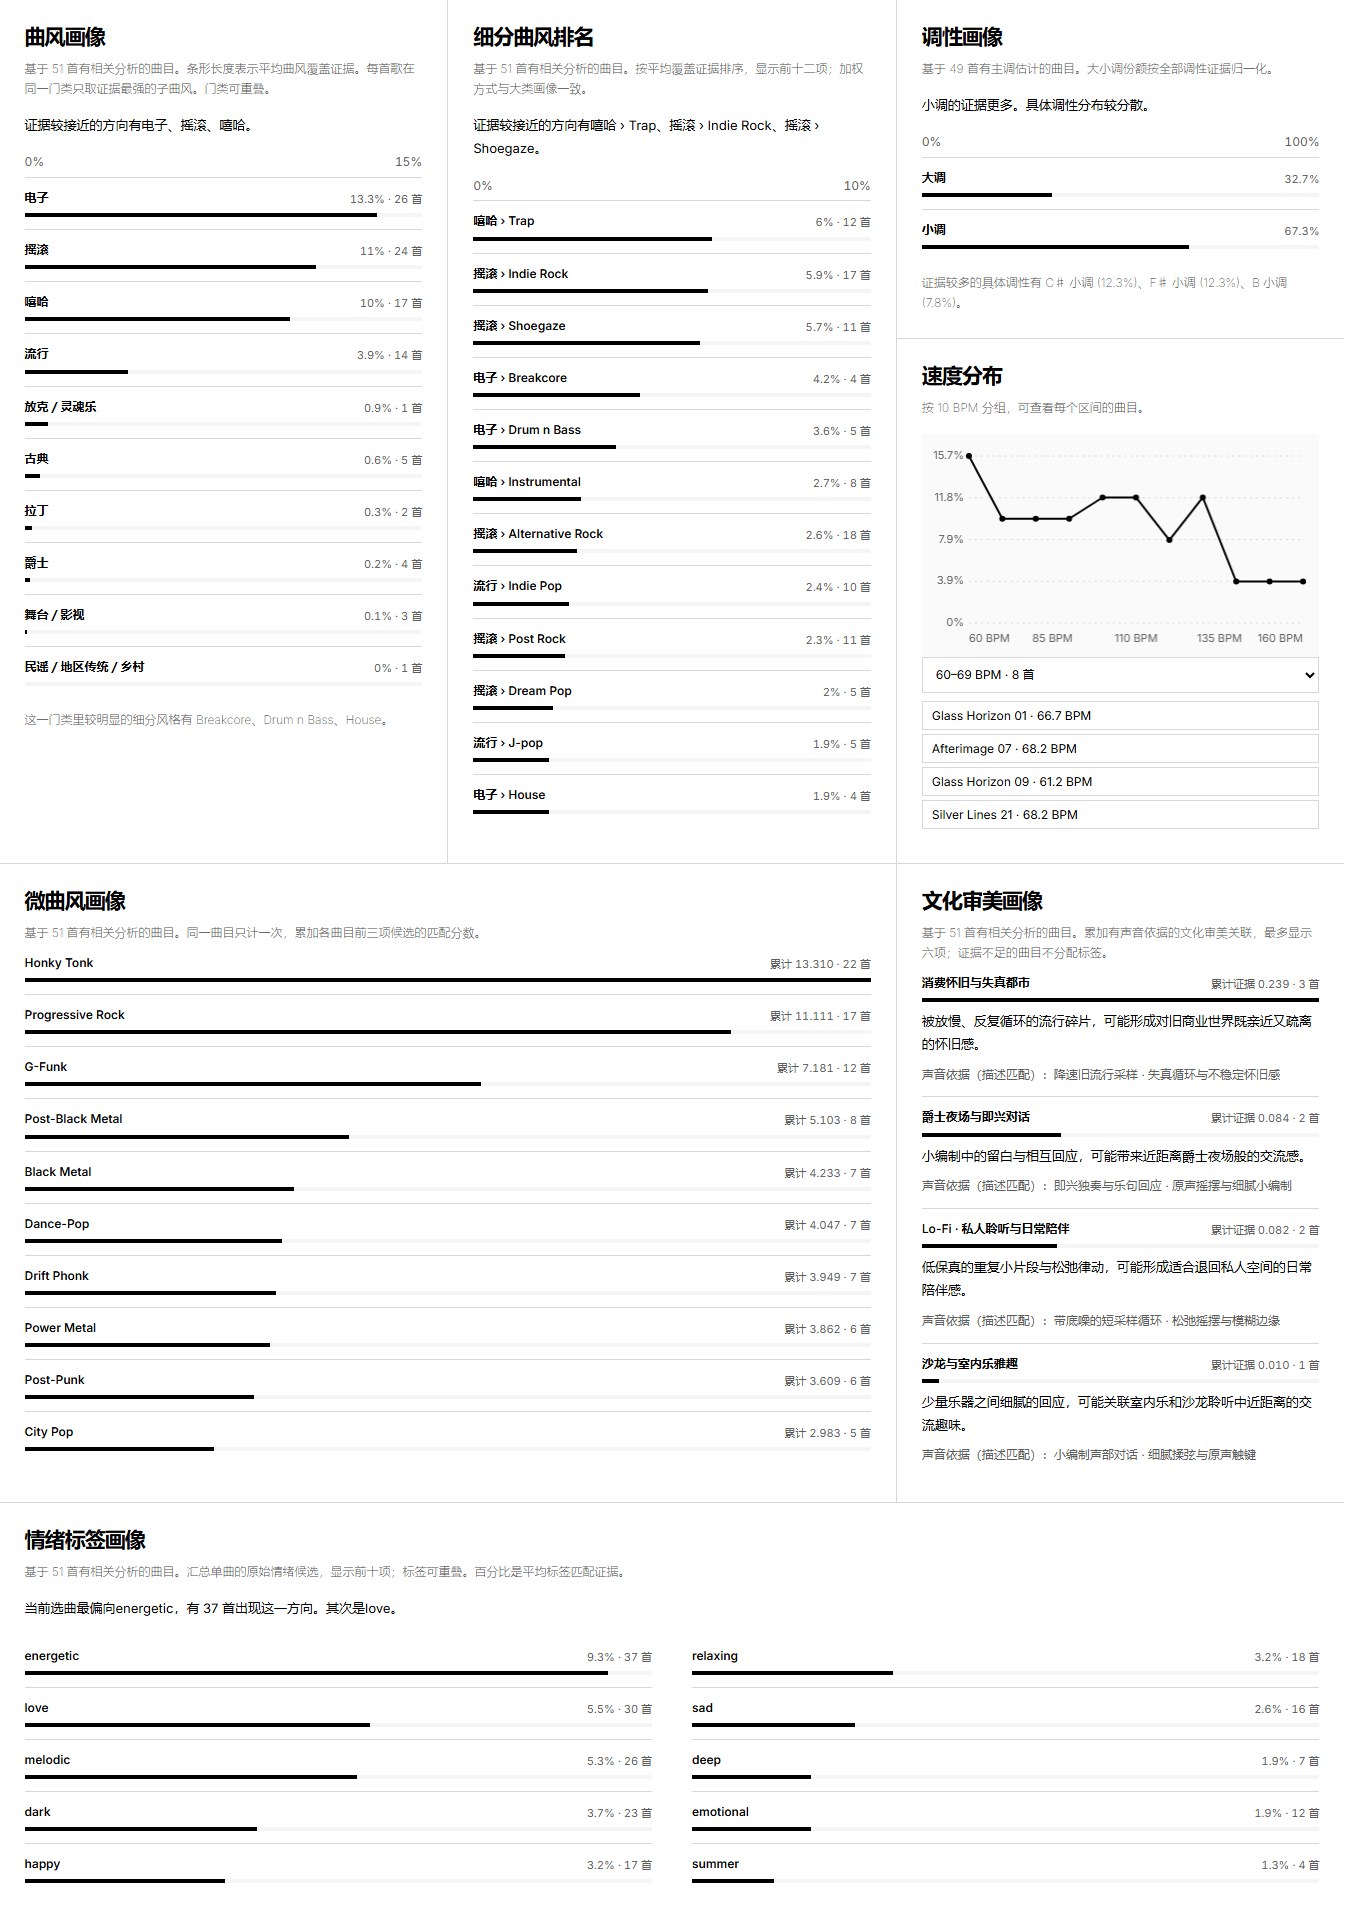 曲风画像
基于 51 首有相关分析的曲目。条形长度表示平均曲风覆盖证据。每首歌在
同一门类只取证据最强的子曲风。门类可重叠。
证据较接近的方向有电子、摇滚、嘻哈。
0% 15%
电子 13.3% · 26 首
摇滚 11% · 24 首
嘻哈 10% · 17 首
流行 3.9% · 14 首
放克 / 灵魂乐 0.9% · 1 首
古典 0.6% · 5 首
拉丁 0.3% · 2 首
爵士 0.2% · 4 首
舞台 / 影视 0.1% · 3 首
民谣 / 地区传统 / 乡村 0% · 1 首
这一门类里较明显的细分风格有 Breakcore、Drum n Bass、House。
细分曲风排名
基于 51 首有相关分析的曲目。按平均覆盖证据排序，显示前十二项；加权
方式与大类画像一致。
证据较接近的方向有嘻哈 › Trap、摇滚 › Indie Rock、摇滚 ›
Shoegaze。
0% 10%
嘻哈 › Trap 6% · 12 首
摇滚 › Indie Rock 5.9% · 17 首
摇滚 › Shoegaze 5.7% · 11 首
电子 › Breakcore 4.2% · 4 首
电子 › Drum n Bass 3.6% · 5 首
嘻哈 › Instrumental 2.7% · 8 首
摇滚 › Alternative Rock 2.6% · 18 首
流行 › Indie Pop 2.4% · 10 首
摇滚 › Post Rock 2.3% · 11 首
摇滚 › Dream Pop 2% · 5 首
流行 › J-pop 1.9% · 5 首
电子 › House 1.9% · 4 首
调性画像
基于 49 首有主调估计的曲目。大小调份额按全部调性证据归一化。
小调的证据更多。具体调性分布较分散。
0% 100%
大调 32.7%
小调 67.3%
证据较多的具体调性有 C♯ 小调 (12.3%)、F♯ 小调 (12.3%)、B 小调
(7.8%)。
速度分布
按 10 BPM 分组，可查看每个区间的曲目。
15.7%
11.8%
7.9%
3.9%
0%
60 BPM 85 BPM 110 BPM 135 BPM 160 BPM
60–69 BPM · 8 首
Glass Horizon 01 · 66.7 BPM
Afterimage 07 · 68.2 BPM
Glass Horizon 09 · 61.2 BPM
Silver Lines 21 · 68.2 BPM
微曲风画像
基于 51 首有相关分析的曲目。同一曲目只计一次，累加各曲目前三项候选的匹配分数。
Honky Tonk 累计 13.310 · 22 首
Progressive Rock 累计 11.111 · 17 首
G-Funk 累计 7.181 · 12 首
Post-Black Metal 累计 5.103 · 8 首
Black Metal 累计 4.233 · 7 首
Dance-Pop 累计 4.047 · 7 首
Drift Phonk 累计 3.949 · 7 首
Power Metal 累计 3.862 · 6 首
Post-Punk 累计 3.609 · 6 首
City Pop 累计 2.983 · 5 首
文化审美画像
基于 51 首有相关分析的曲目。累加有声音依据的文化审美关联，最多显示
六项；证据不足的曲目不分配标签。
消费怀旧与失真都市 累计证据 0.239 · 3 首
被放慢、反复循环的流行碎片，可能形成对旧商业世界既亲近又疏离
的怀旧感。
声音依据（描述匹配）：降速旧流行采样 · 失真循环与不稳定怀旧感
爵士夜场与即兴对话 累计证据 0.084 · 2 首
小编制中的留白与相互回应，可能带来近距离爵士夜场般的交流感。
声音依据（描述匹配）：即兴独奏与乐句回应 · 原声摇摆与细腻小编制
Lo-Fi · 私人聆听与日常陪伴 累计证据 0.082 · 2 首
低保真的重复小片段与松弛律动，可能形成适合退回私人空间的日常
陪伴感。
声音依据（描述匹配）：带底噪的短采样循环 · 松弛摇摆与模糊边缘
沙龙与室内乐雅趣 累计证据 0.010 · 1 首
少量乐器之间细腻的回应，可能关联室内乐和沙龙聆听中近距离的交
流趣味。
声音依据（描述匹配）：小编制声部对话 · 细腻揉弦与原声触键
情绪标签画像
基于 51 首有相关分析的曲目。汇总单曲的原始情绪候选，显示前十项；标签可重叠。百分比是平均标签匹配证据。
当前选曲最偏向energetic，有 37 首出现这一方向。其次是love。
energetic 9.3% · 37 首
love 5.5% · 30 首
melodic 5.3% · 26 首
dark 3.7% · 23 首
happy 3.2% · 17 首
relaxing 3.2% · 18 首
sad 2.6% · 16 首
deep 1.9% · 7 首
emotional 1.9% · 12 首
summer 1.3% · 4 首